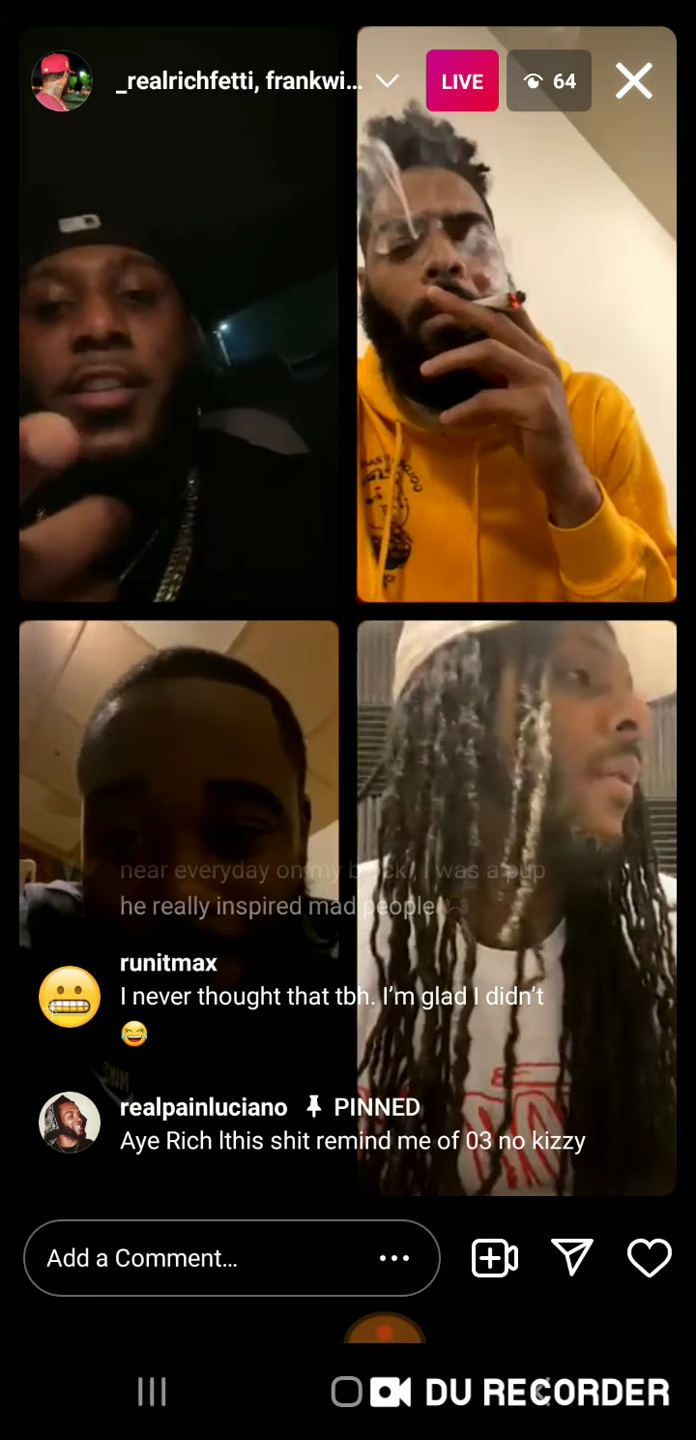 _realrichfetti, frankwi...
LIVE
64
near everyday on my block, I was a pup
he really inspired mad people
runitmax
I never thought that tbh. I'm glad I didn't
😂
realpainluciano PINNED
Aye Rich lthis shit remind me of 03 no kizzy
Add a Comment...
NIKE
DU RECORDER